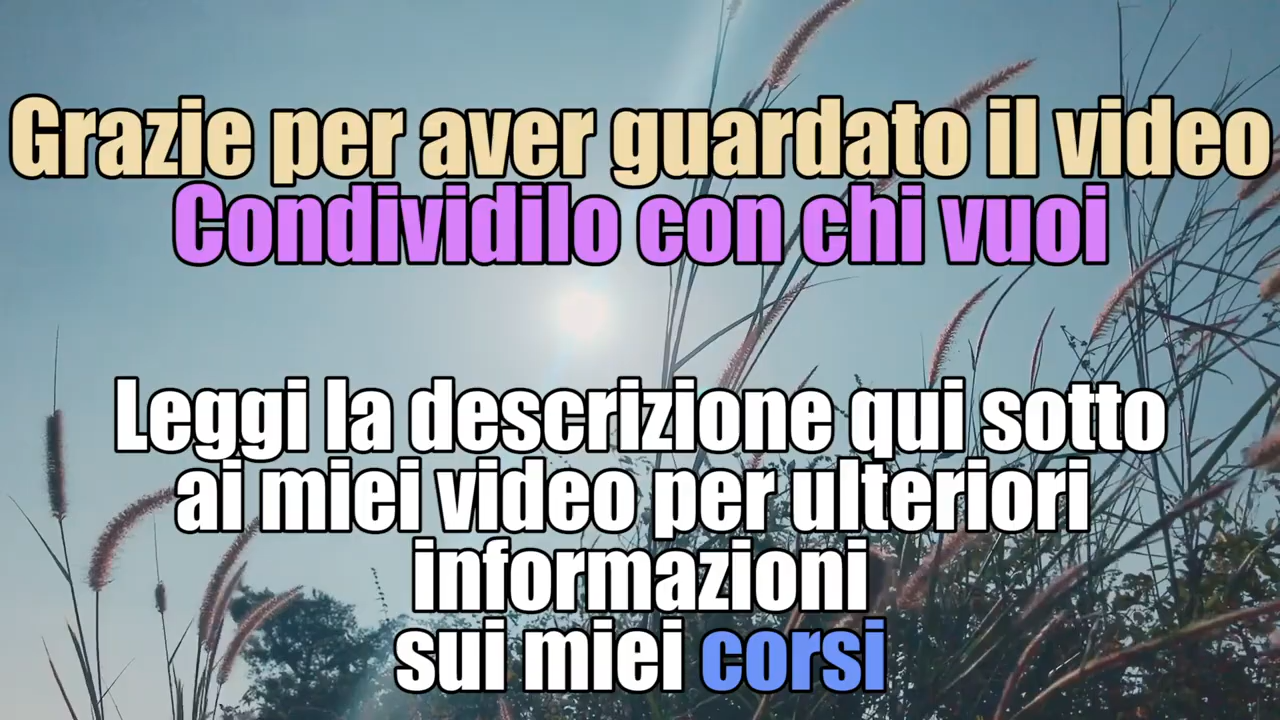 Grazie per aver guardato il video
Condividilo con chi vuoi
Leggi la descrizione qui sotto
ai miei video per ulteriori
informazioni
sui miei corsi